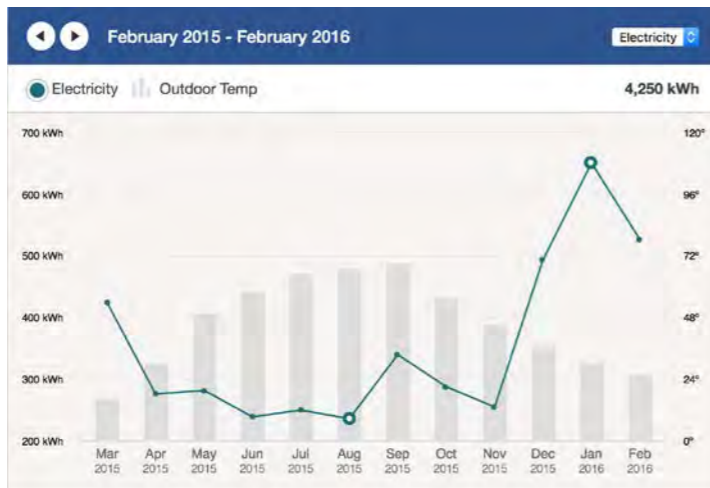 February 2015 - February 2016
Electricity
Electricity
Outdoor Temp
4,250 kWh
700 kWh
120°
600 kWh
96°
500 kWh
72°
400 kWh
48°
300 kWh
24°
200 kWh
0°
Mar Apr May Jun Jul Aug Sep Oct Nov Dec Jan Feb
2015 2015 2015 2015 2015 2015 2015 2015 2015 2015 2016 2016